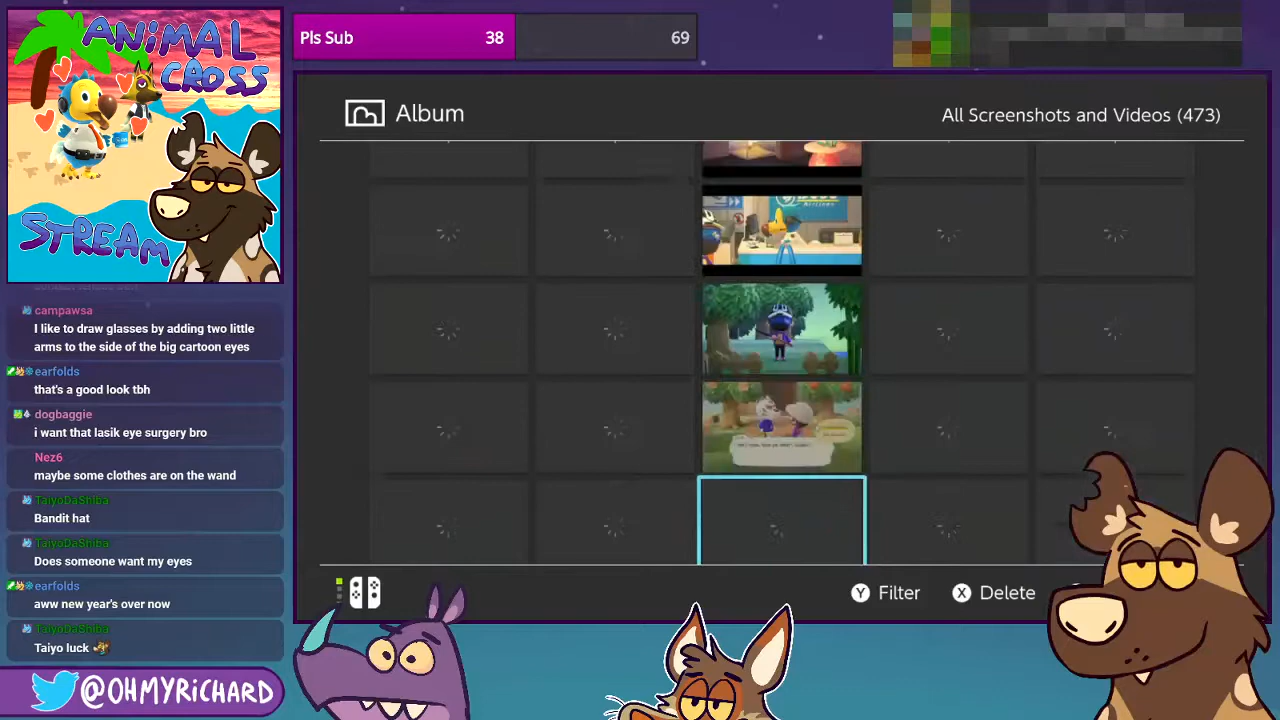 ANiMAL
CROSS
STREAM
Pls Sub 38 69
Album
All Screenshots and Videos (473)
campawsa
I like to draw glasses by adding two little
arms to the side of the big cartoon eyes
earfolds
that's a good look tbh
dogbaggie
i want that lasik eye surgery bro
Nez6
maybe some clothes are on the wand
TaiyoDaShiba
Bandit hat
TaiyoDaShiba
Does someone want my eyes
earfolds
aww new year's over now
TaiyoDaShiba
Taiyo luck
@OHMYRiCHARD
Y Filter
X Delete